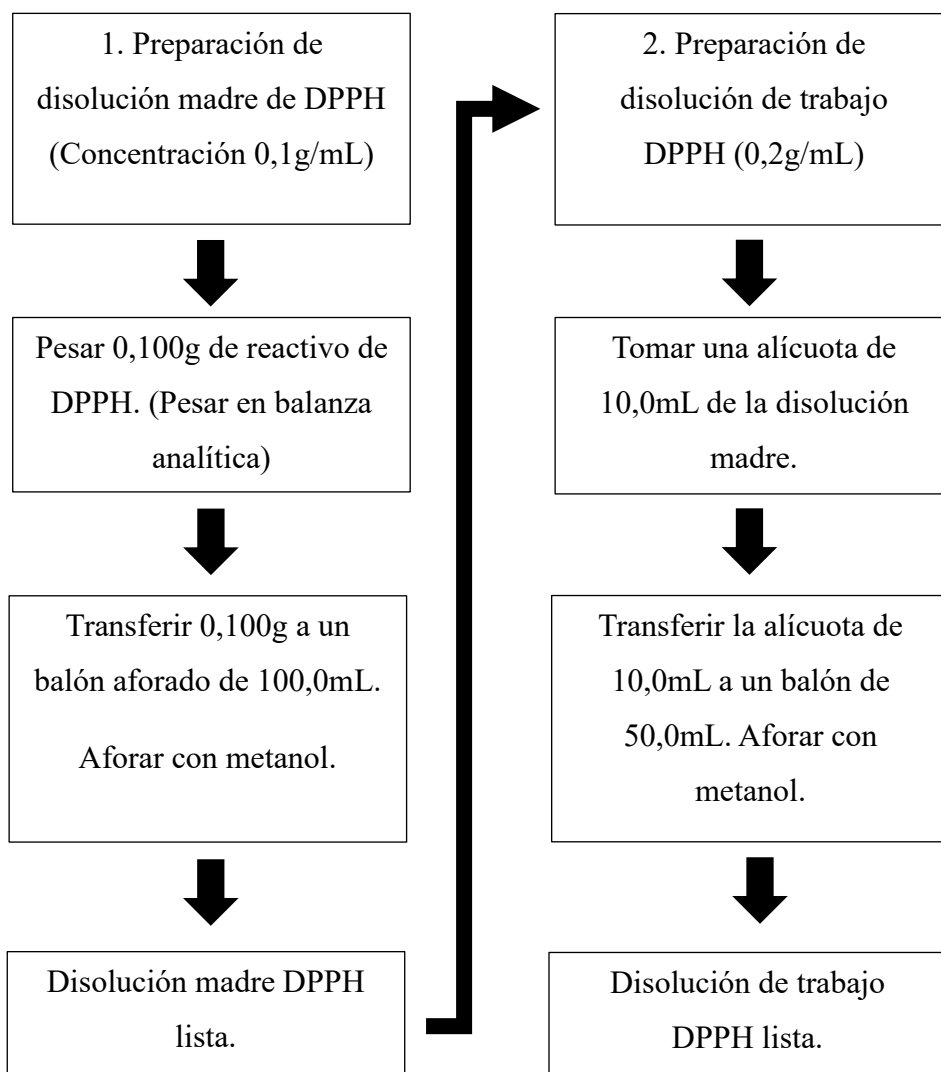 1. Preparación de
disolución madre de DPPH
(Concentración 0,1g/mL)
Pesar 0,100g de reactivo de
DPPH. (Pesar en balanza
analítica)
Transferir 0,100g a un
balón aforado de 100,0mL.
Aforar con metanol.
Disolución madre DPPH
lista.
2. Preparación de
disolución de trabajo
DPPH (0,2g/mL)
Tomar una alícuota de
10,0mL de la disolución
madre.
Transferir la alícuota de
10,0mL a un balón de
50,0mL. Aforar con
metanol.
Disolución de trabajo
DPPH lista.